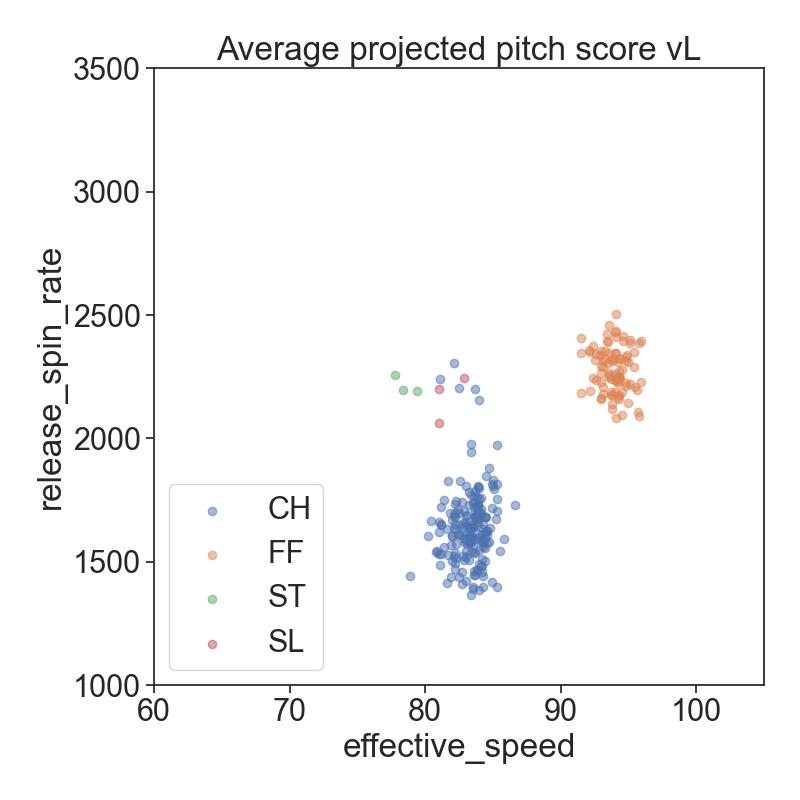 Average projected pitch score vL
3500
3000
2500
2000
1500
1000
release_spin_rate
CH
FF
ST
SL
60
70
80
90
100
effective_speed